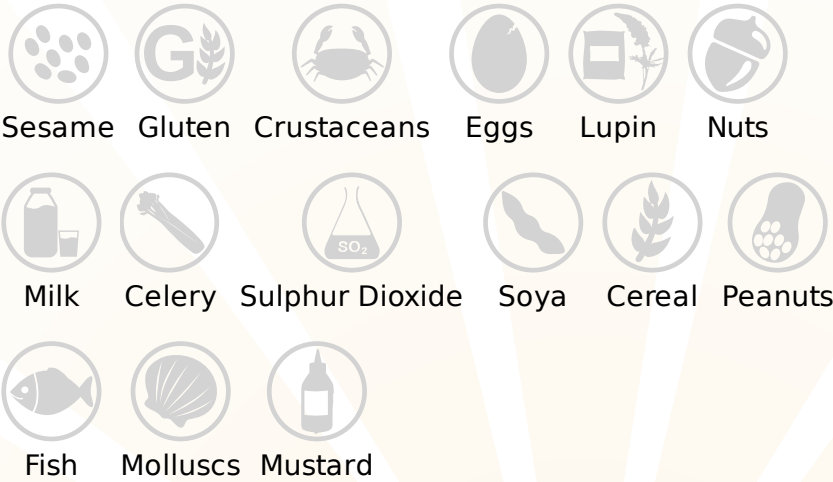 G
Sesame Gluten Crustaceans Eggs Lupin Nuts
SO₂
Milk Celery Sulphur Dioxide Soya Cereal Peanuts
Fish Molluscs Mustard